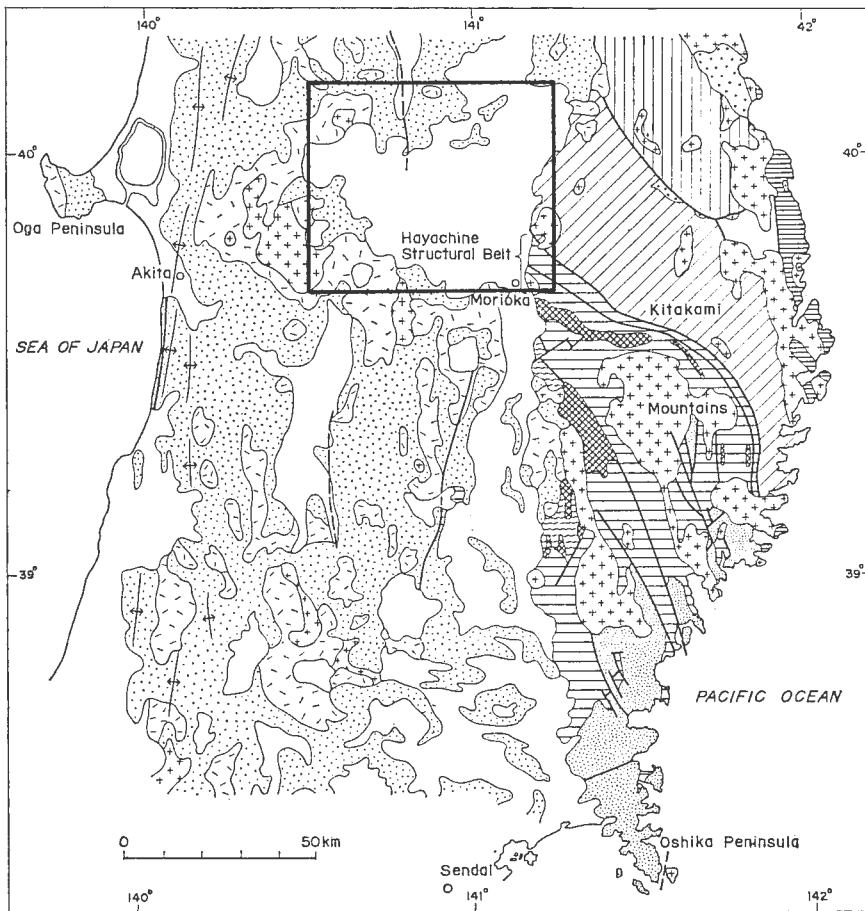 140°
141°
42°
40°
40°
Oga Peninsula
Hayachine
Structural Belt
Akita
Morioka
Kitakami
SEA OF JAPAN
Mountains
39°
39°
PACIFIC OCEAN
0 50km
Oshika Peninsula
Sendai
140°
141°
142°